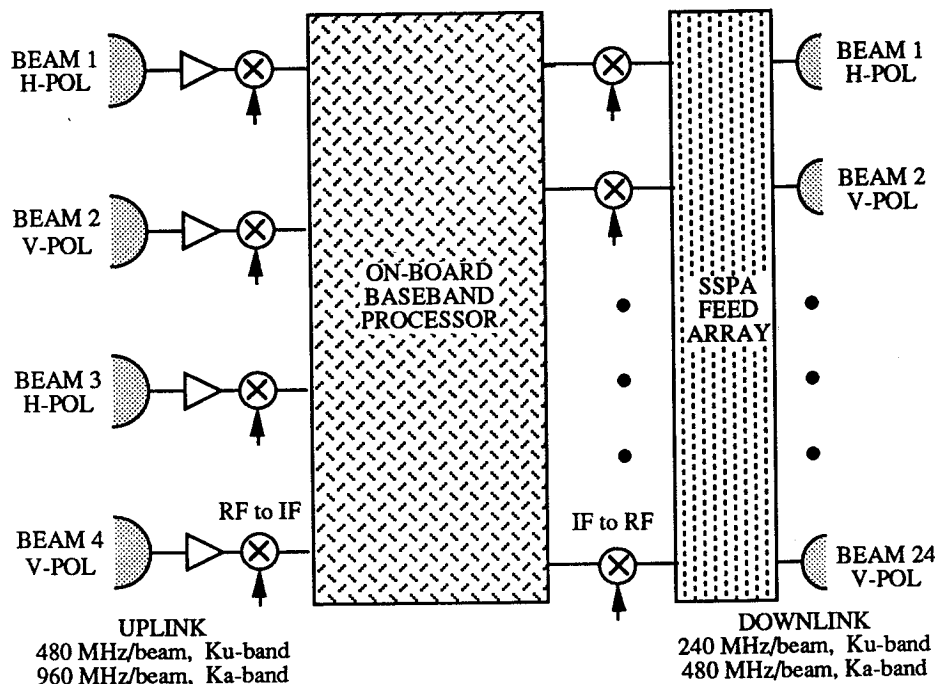 BEAM 1
H-POL
BEAM 2
V-POL
BEAM 3
H-POL
BEAM 4
V-POL
RF to IF
UPLINK
480 MHz/beam, Ku-band
960 MHz/beam, Ka-band
ON-BOARD
BASEBAND
PROCESSOR
IF to RF
SSPA
FEED
ARRAY
BEAM 1
H-POL
BEAM 2
V-POL
BEAM 24
V-POL
DOWNLINK
240 MHz/beam, Ku-band
480 MHz/beam, Ka-band